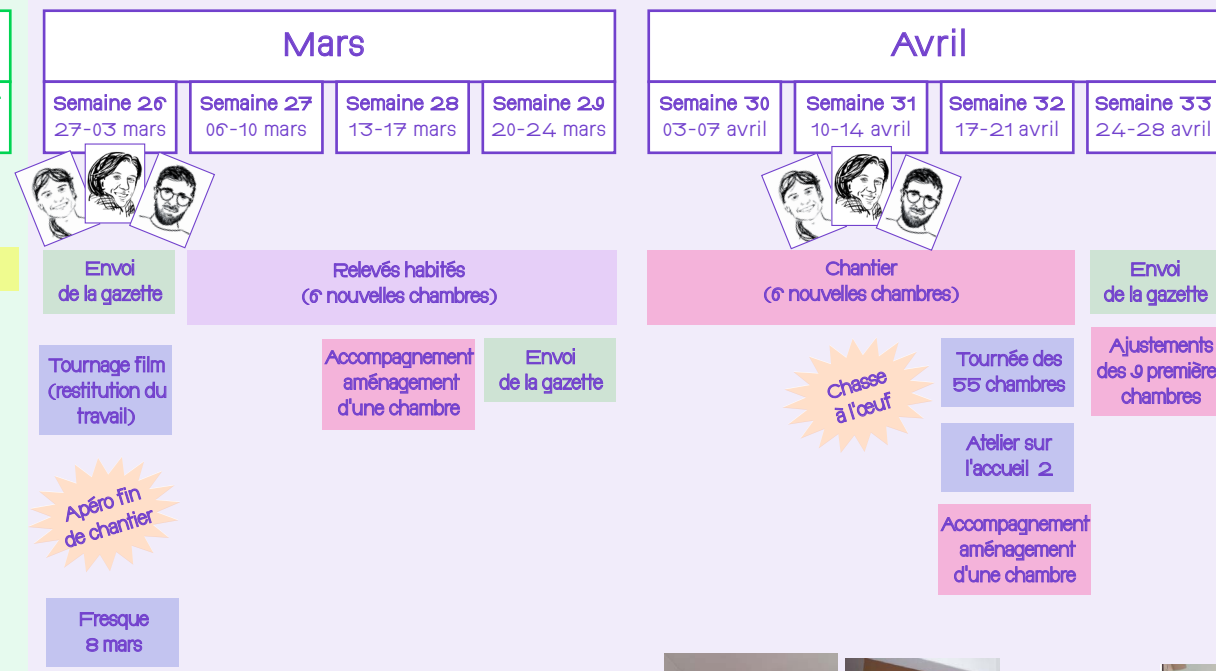 Mars
Avril
Semaine 26
27-03 mars
Semaine 27
06-10 mars
Semaine 28
13-17 mars
Semaine 29
20-24 mars
Semaine 30
03-07 avril
Semaine 31
10-14 avril
Semaine 32
17-21 avril
Semaine 33
24-28 avril
Envoi
de la gazette
Relevés habités
(6 nouvelles chambres)
Chantier
(6 nouvelles chambres)
Envoi
de la gazette
Tournage film
(restitution du
travail)
Accompagnement
aménagement
d'une chambre
Envoi
de la gazette
Chasse
à l'œuf
Tournée des
55 chambres
Ajustements
des 9 première
chambres
Atelier sur
l'accueil 2
Apéro fin
de chantier
Accompagnement
aménagement
d'une chambre
Fresque
8 mars